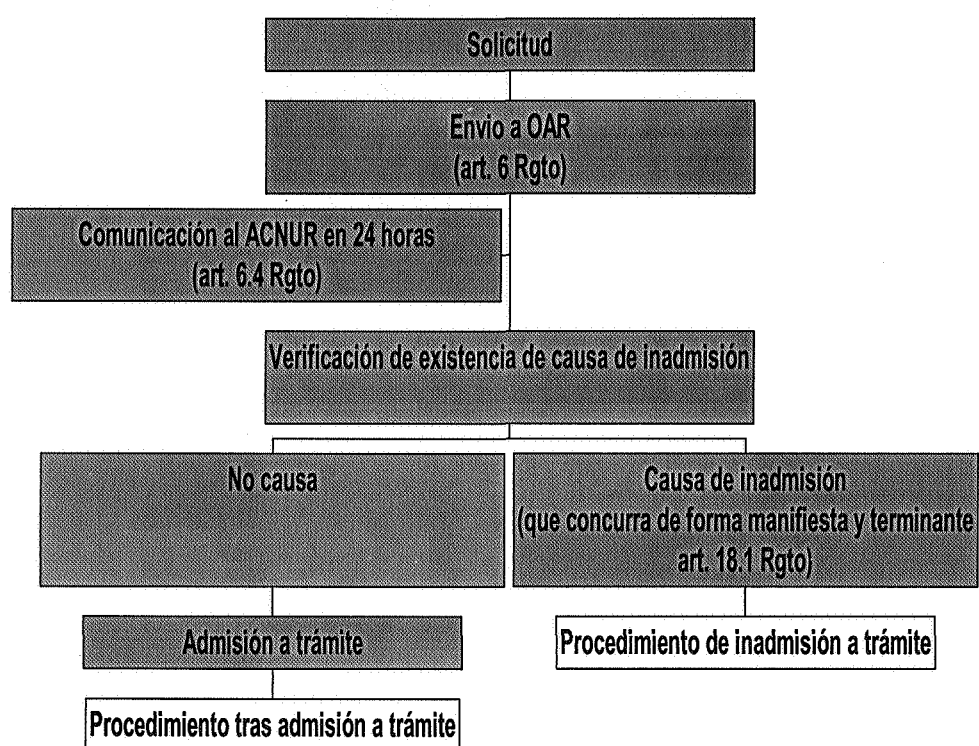 Solicitud
Envio a OAR
(art. 6 Rgto)
Comunicación al ACNUR en 24 horas
(art. 6.4 Rgto)
Verificación de existencia de causa de inadmisión
No causa
Causa de inadmisión
(que concurra de forma manifiesta y terminante
art. 18.1 Rgto)
Admisión a trámite
Procedimiento de inadmisión a trámite
Procedimiento tras admisión a trámite